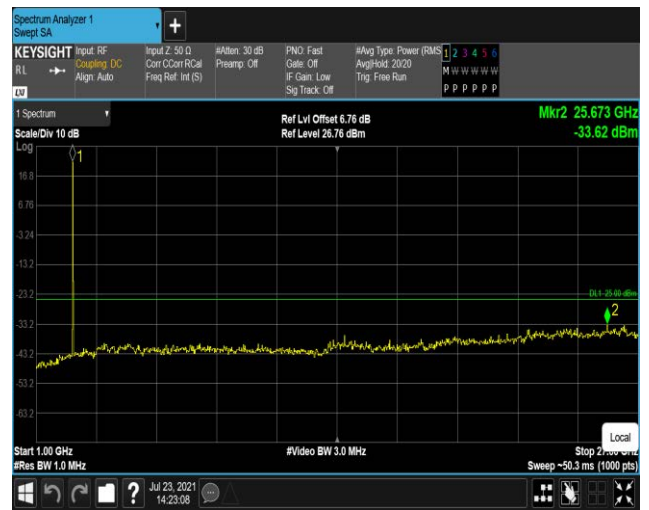 Spectrum Analyzer 1
Swept SA
+
KEYSIGHT
RL
LXI
Input: RF
Coupling: DC
Align: Auto
Input Z: 50 Ω
Corr CCorr RCal
Freq Ref: Int (S)
#Atten: 30 dB
Preamp: Off
PNO: Fast
Gate: Off
IF Gain: Low
Sig Track: Off
#Avg Type: Power (RMS
Avg|Hold: 20/20
Trig: Free Run
1 2 3 4 5 6
M W W W W W
P P P P P P
1 Spectrum
Scale/Div 10 dB
Ref Lvl Offset 6.76 dB
Ref Level 26.76 dBm
Mkr2 25.673 GHz
-33.62 dBm
Log
1
16.8
6.76
-3.24
-13.2
-23.2
DL1 -25.00 dBm
2
-33.2
-43.2
-53.2
-63.2
Local
Start 1.00 GHz
#Video BW 3.0 MHz
Stop 27.00 GHz
#Res BW 1.0 MHz
Sweep ~50.3 ms (1000 pts)
?
Jul 23, 2021
14:23:08